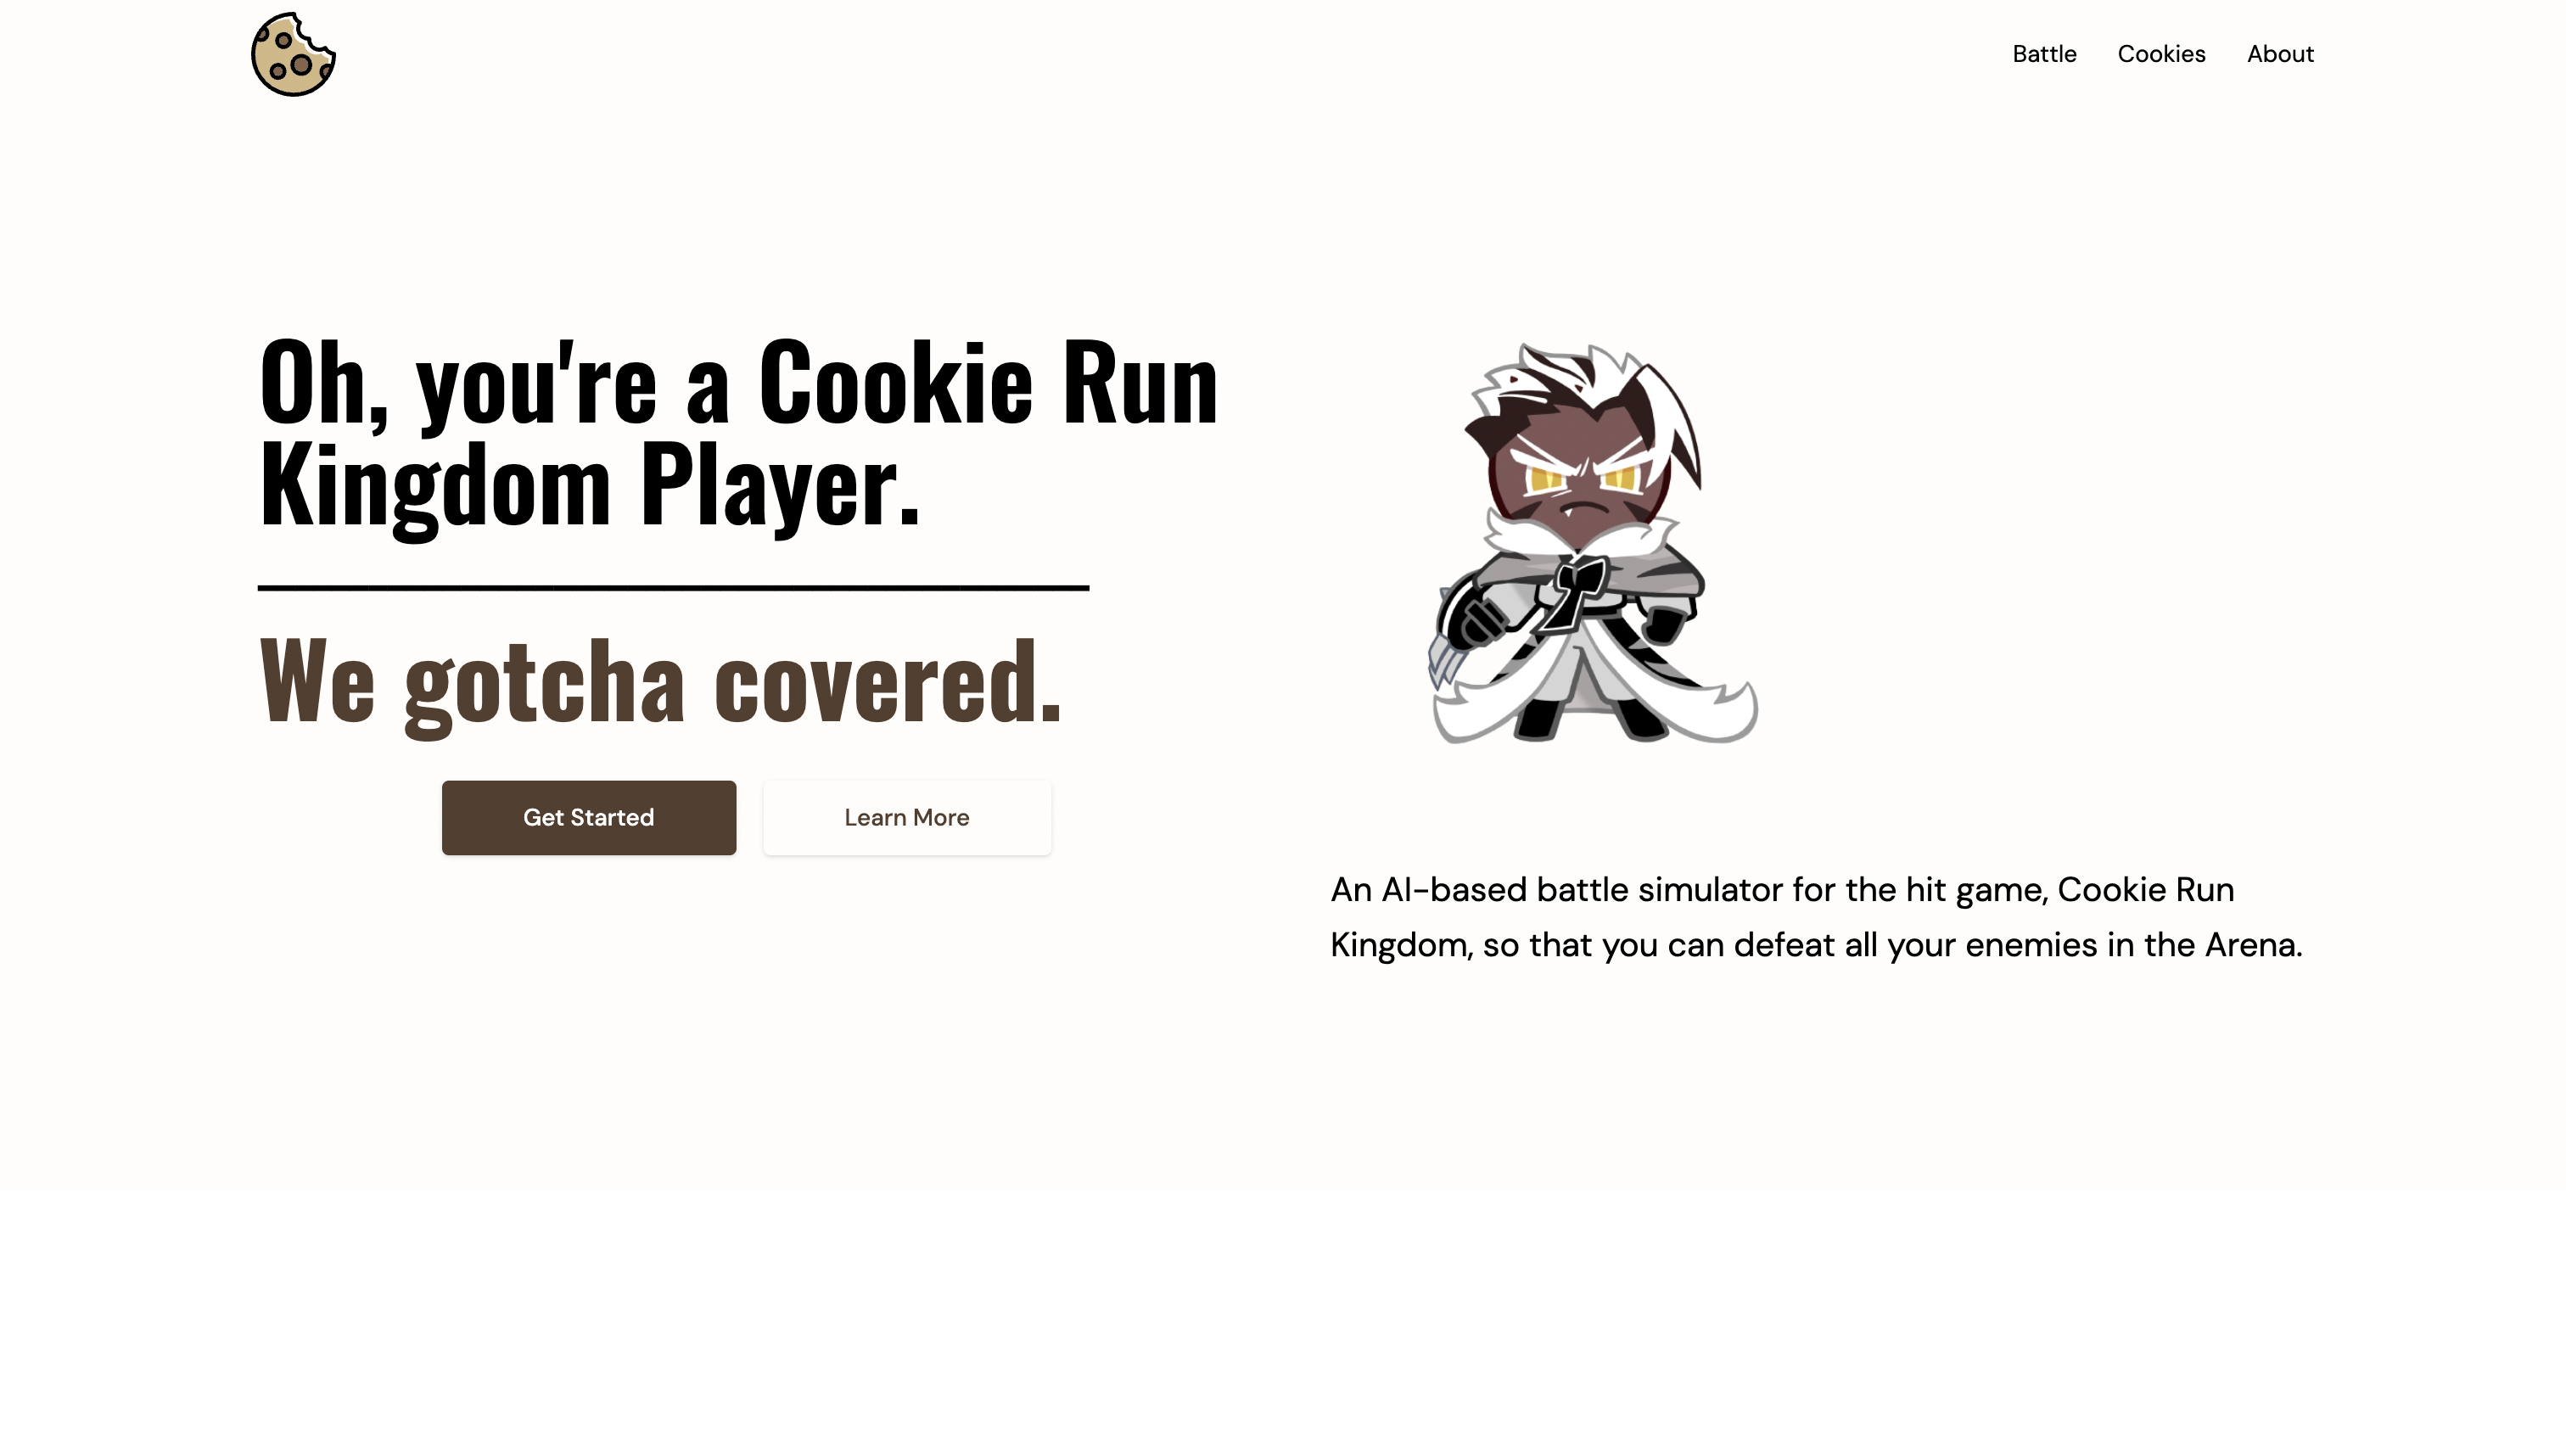 Battle Cookies About
Oh, you're a Cookie Run
Kingdom Player.
We gotcha covered.
Get Started Learn More
An AI-based battle simulator for the hit game, Cookie Run
Kingdom, so that you can defeat all your enemies in the Arena.